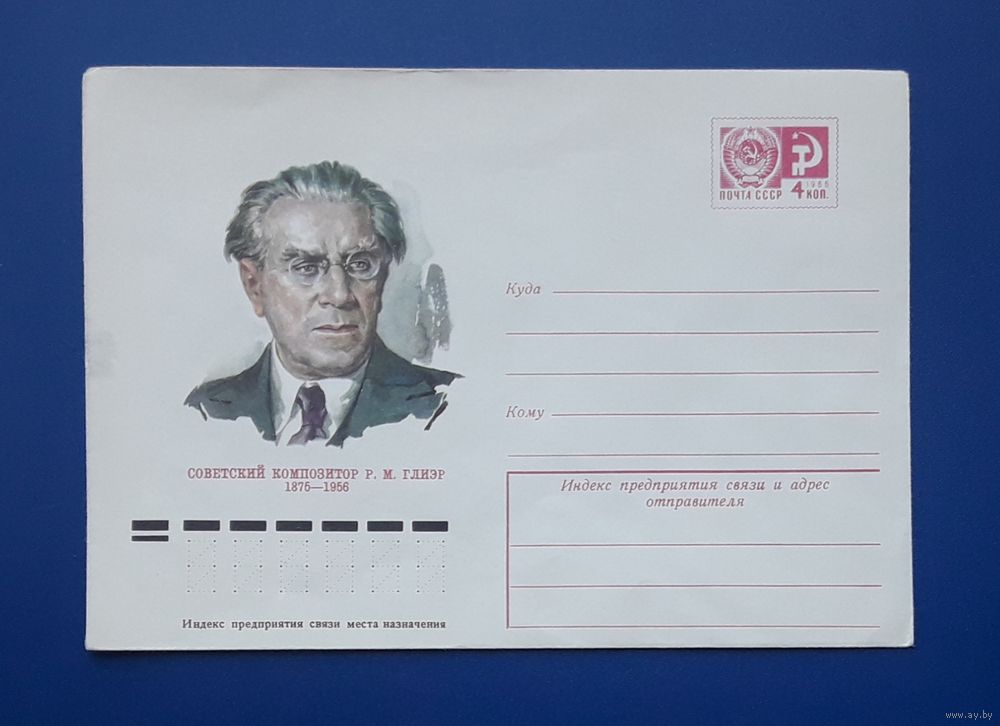 1966
ПОЧТА СССР 4 КОП.
Куда
Кому
СОВЕТСКИЙ КОМПОЗИТОР Р. М. ГЛИЭР
1875—1956
Индекс предприятия связи и адрес
отправителя
Индекс предприятия связи места назначения
www.ay.by